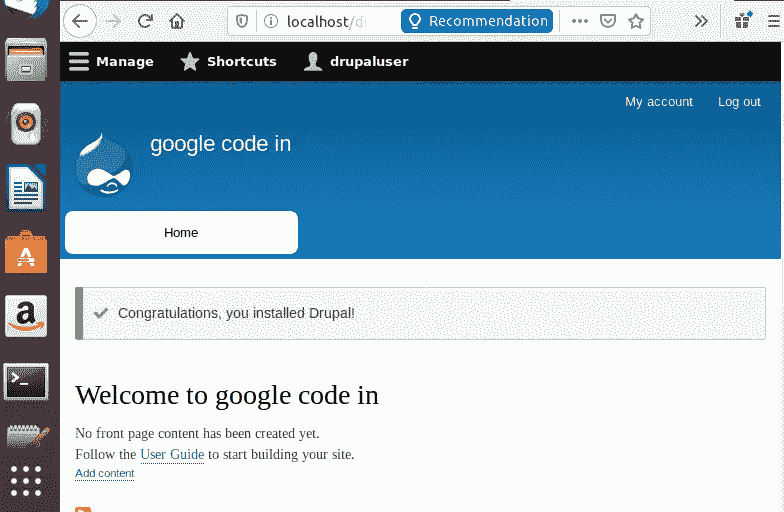 localhost/d
Recommendation
Manage Shortcuts drupaluser
My account Log out
google code in
Home
Congratulations, you installed Drupal!
Welcome to google code in
No front page content has been created yet.
Follow the User Guide to start building your site.
Add content